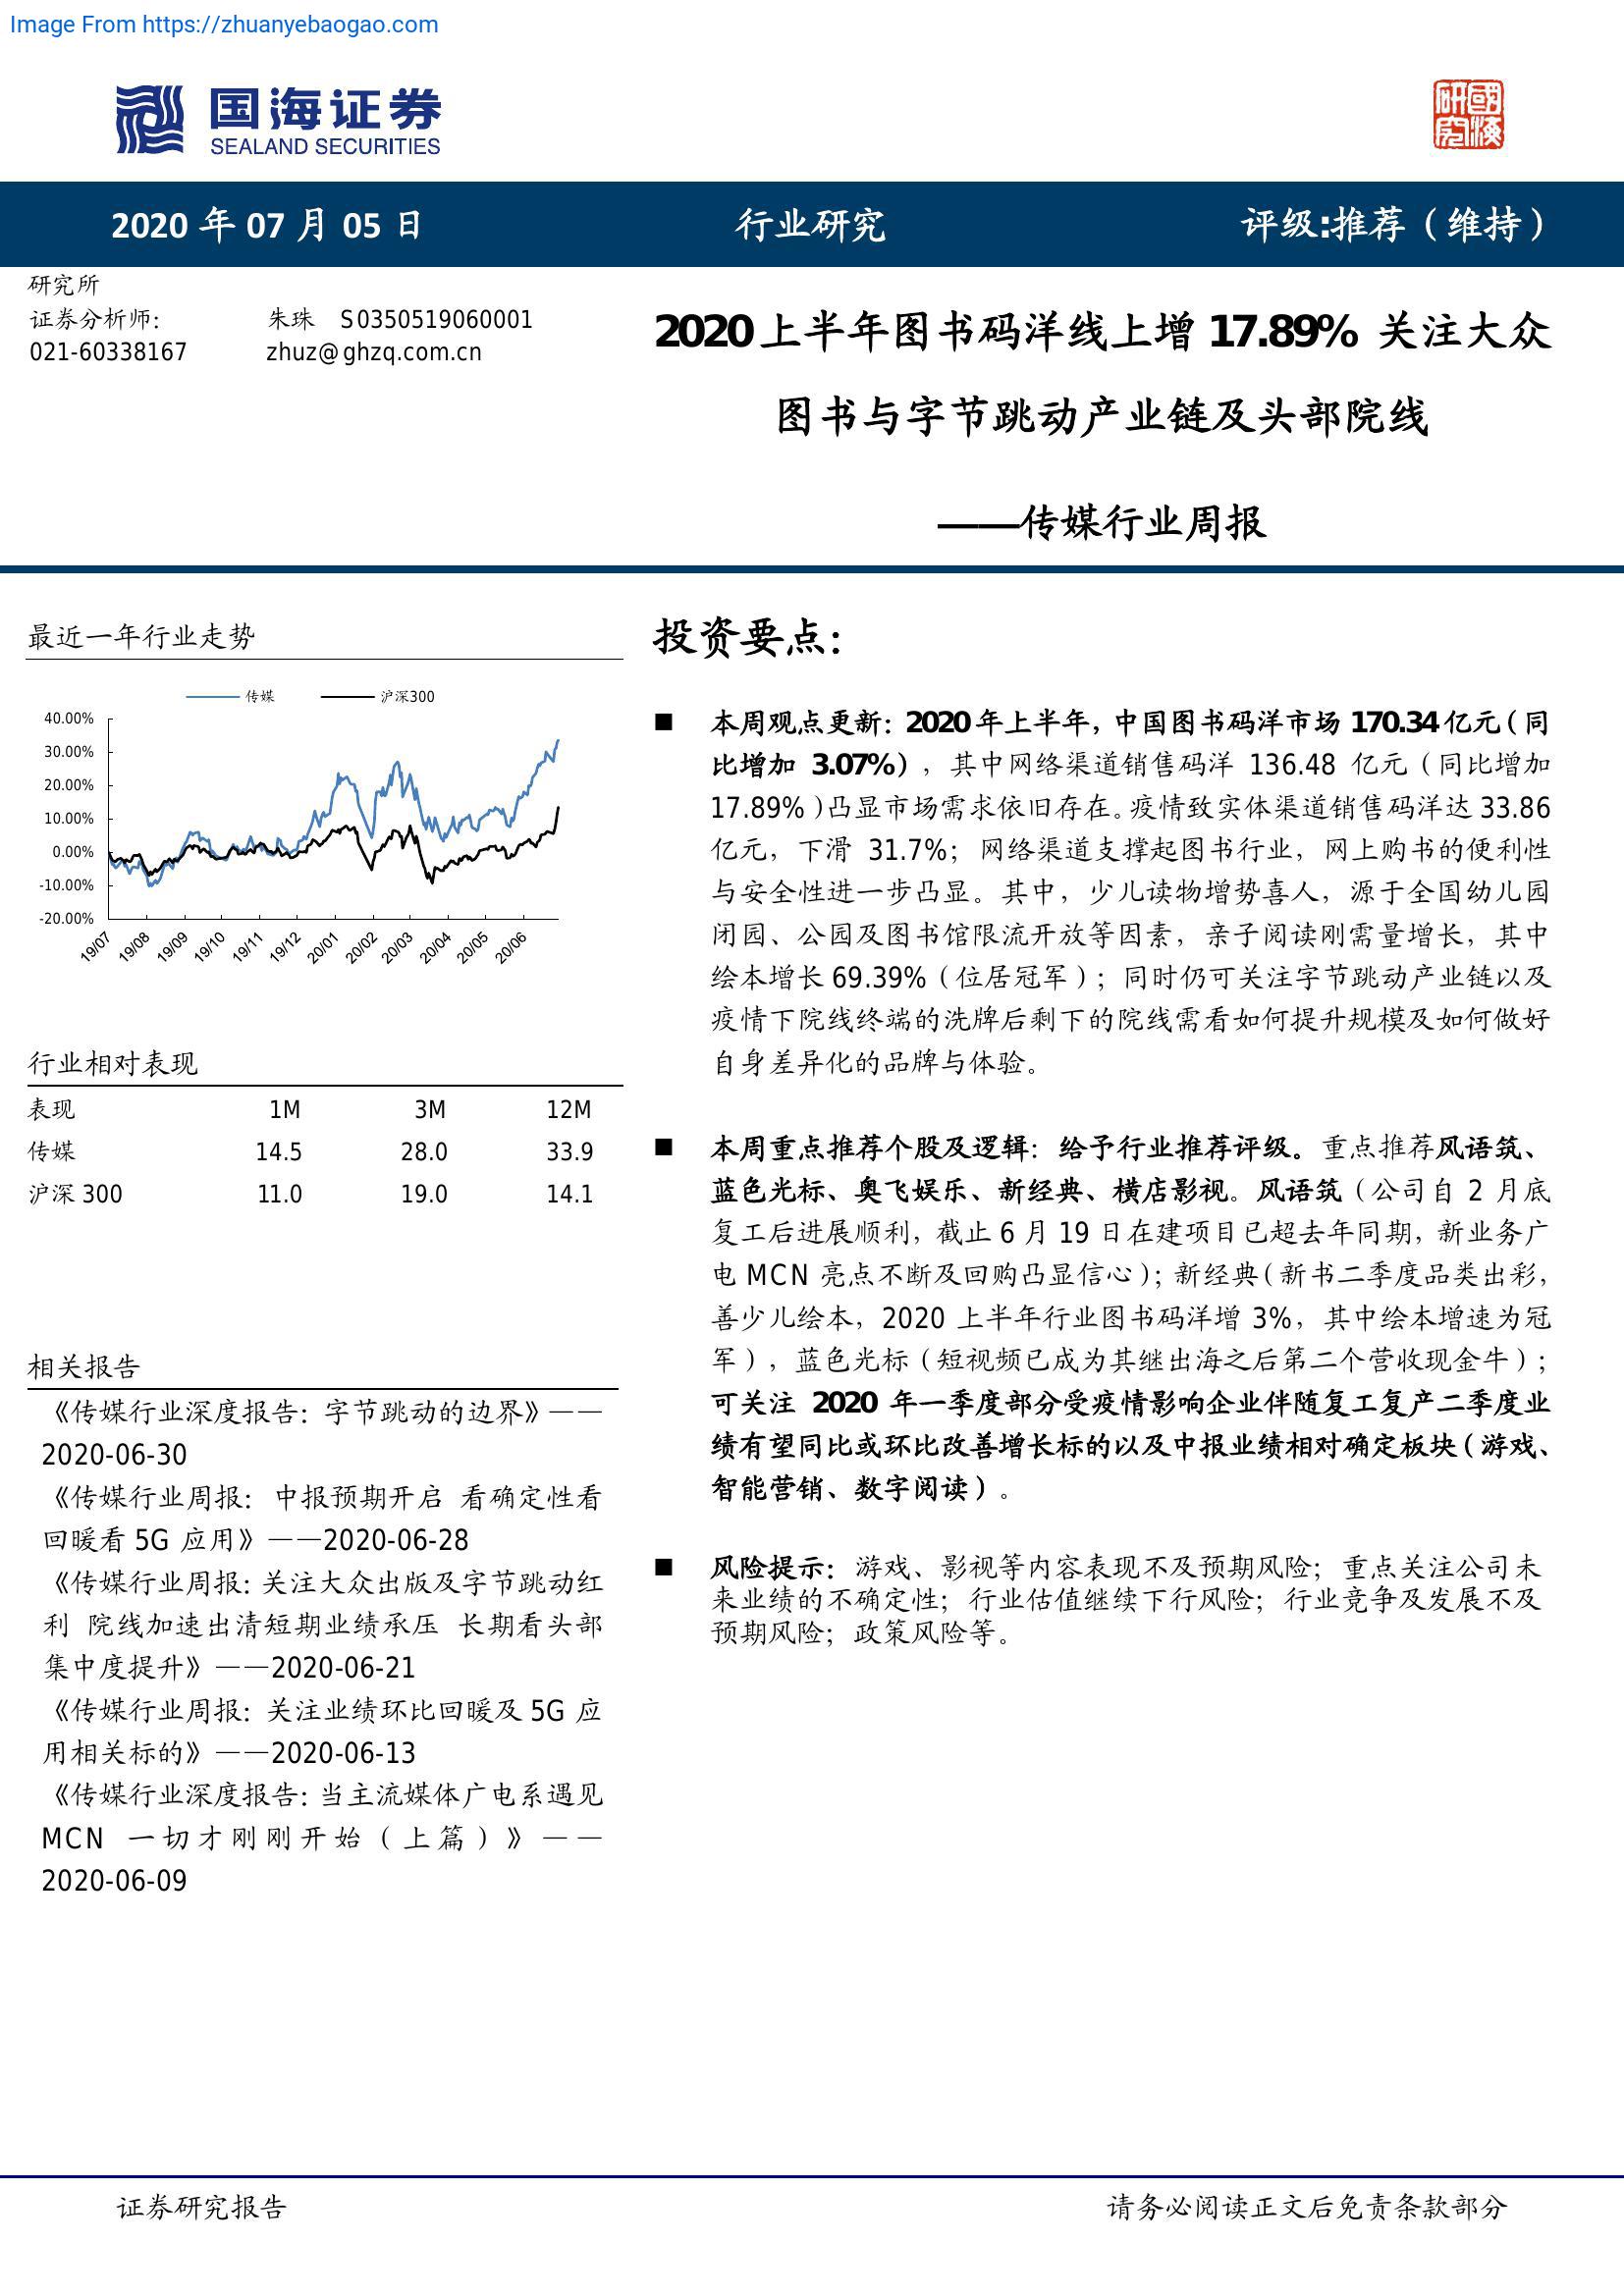 Image From https://zhuanyebaogao.com
国海证券
SEALAND SECURITIES
研國
究海
2020 年 07 月 05 日
行业研究
评级:推荐（维持）
研究所
证券分析师：
朱珠 S0350519060001
021-60338167
zhuz@ghzq.com.cn
2020上半年图书码洋线上增 17.89% 关注大众
图书与字节跳动产业链及头部院线
——传媒行业周报
最近一年行业走势
传媒
沪深300
40.00%
30.00%
20.00%
10.00%
0.00%
-10.00%
-20.00%
19/07
19/08
19/09
19/10
19/11
19/12
20/01
20/02
20/03
20/04
20/05
20/06
行业相对表现
表现 1M 3M 12M
传媒 14.5 28.0 33.9
沪深 300 11.0 19.0 14.1
相关报告
《传媒行业深度报告：字节跳动的边界》——
2020-06-30
《传媒行业周报： 中报预期开启 看确定性看
回暖看 5G 应用》——2020-06-28
《传媒行业周报：关注大众出版及字节跳动红
利 院线加速出清短期业绩承压 长期看头部
集中度提升》——2020-06-21
《传媒行业周报：关注业绩环比回暖及 5G 应
用相关标的》——2020-06-13
《传媒行业深度报告：当主流媒体广电系遇见
MCN 一切才刚刚开始（上篇）》——
2020-06-09
投资要点：
■ 本周观点更新：2020年上半年，中国图书码洋市场 170.34亿元（同
比增加 3.07%），其中网络渠道销售码洋 136.48 亿元（同比增加
17.89%）凸显市场需求依旧存在。疫情致实体渠道销售码洋达 33.86
亿元，下滑 31.7%；网络渠道支撑起图书行业，网上购书的便利性
与安全性进一步凸显。其中，少儿读物增势喜人，源于全国幼儿园
闭园、公园及图书馆限流开放等因素，亲子阅读刚需量增长，其中
绘本增长 69.39%（位居冠军）；同时仍可关注字节跳动产业链以及
疫情下院线终端的洗牌后剩下的院线需看如何提升规模及如何做好
自身差异化的品牌与体验。
■ 本周重点推荐个股及逻辑：给予行业推荐评级。重点推荐风语筑、
蓝色光标、奥飞娱乐、新经典、横店影视。风语筑（公司自 2 月底
复工后进展顺利，截止 6 月 19 日在建项目已超去年同期，新业务广
电 MCN 亮点不断及回购凸显信心）；新经典（新书二季度品类出彩，
善少儿绘本，2020 上半年行业图书码洋增 3%，其中绘本增速为冠
军），蓝色光标（短视频已成为其继出海之后第二个营收现金牛）；
可关注 2020 年一季度部分受疫情影响企业伴随复工复产二季度业
绩有望同比或环比改善增长标的以及中报业绩相对确定板块（游戏、
智能营销、数字阅读）。
■ 风险提示：游戏、影视等内容表现不及预期风险；重点关注公司未
来业绩的不确定性；行业估值继续下行风险；行业竞争及发展不及
预期风险；政策风险等。
证券研究报告
请务必阅读正文后免责条款部分